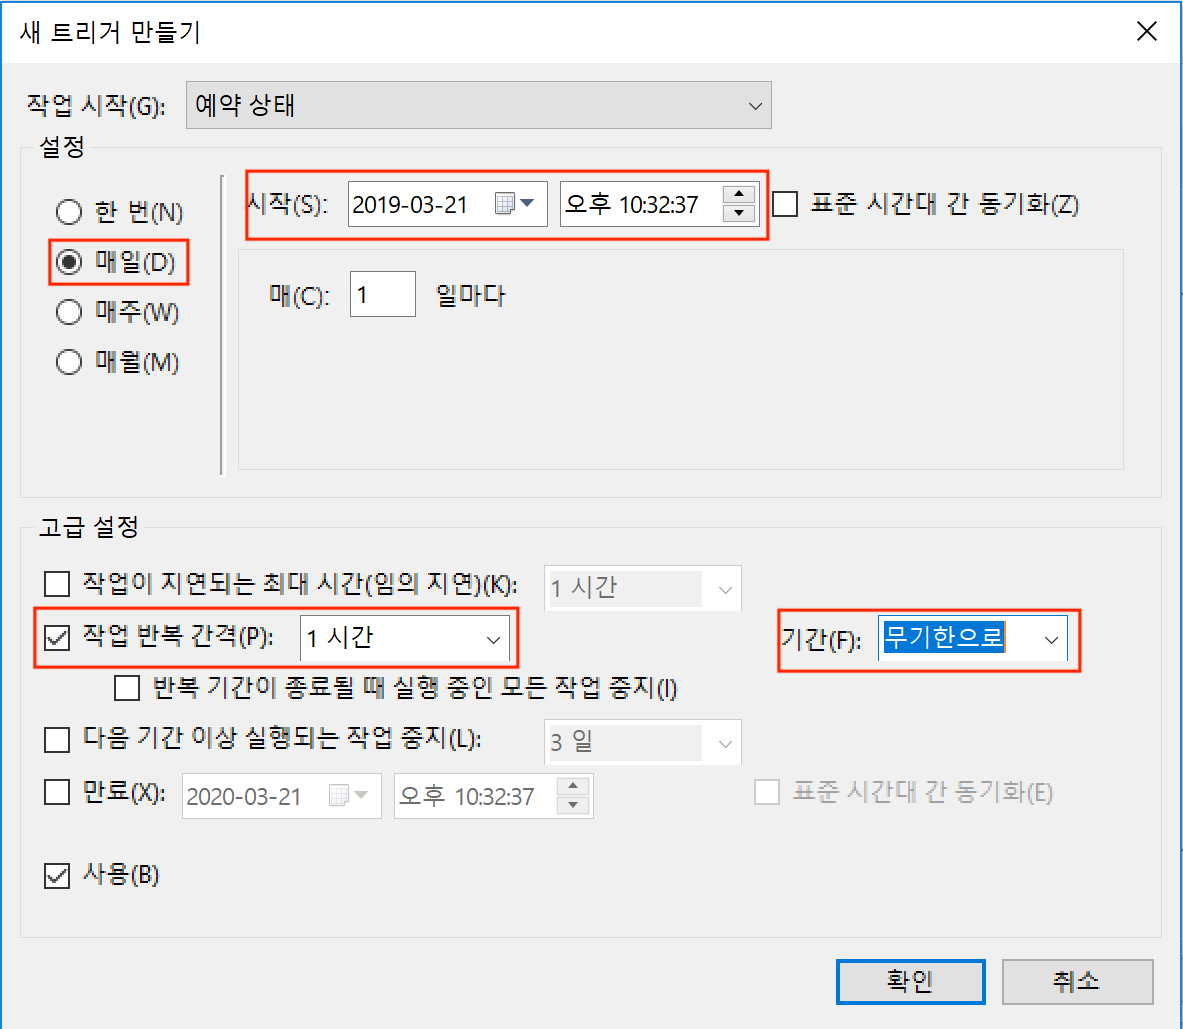 새 트리거 만들기
작업 시작(G): 예약 상태
설정
한 번(N)
매일(D)
매주(W)
매월(M)
시작(S): 2019-03-21 오후 10:32:37 표준 시간대 간 동기화(Z)
매(C): 1 일마다
고급 설정
작업이 지연되는 최대 시간(임의 지연)(K): 1 시간
작업 반복 간격(P): 1 시간 기간(F): 무기한으로
반복 기간이 종료될 때 실행 중인 모든 작업 중지(I)
다음 기간 이상 실행되는 작업 중지(L): 3 일
만료(X): 2020-03-21 오후 10:32:37 표준 시간대 간 동기화(E)
사용(B)
확인 취소